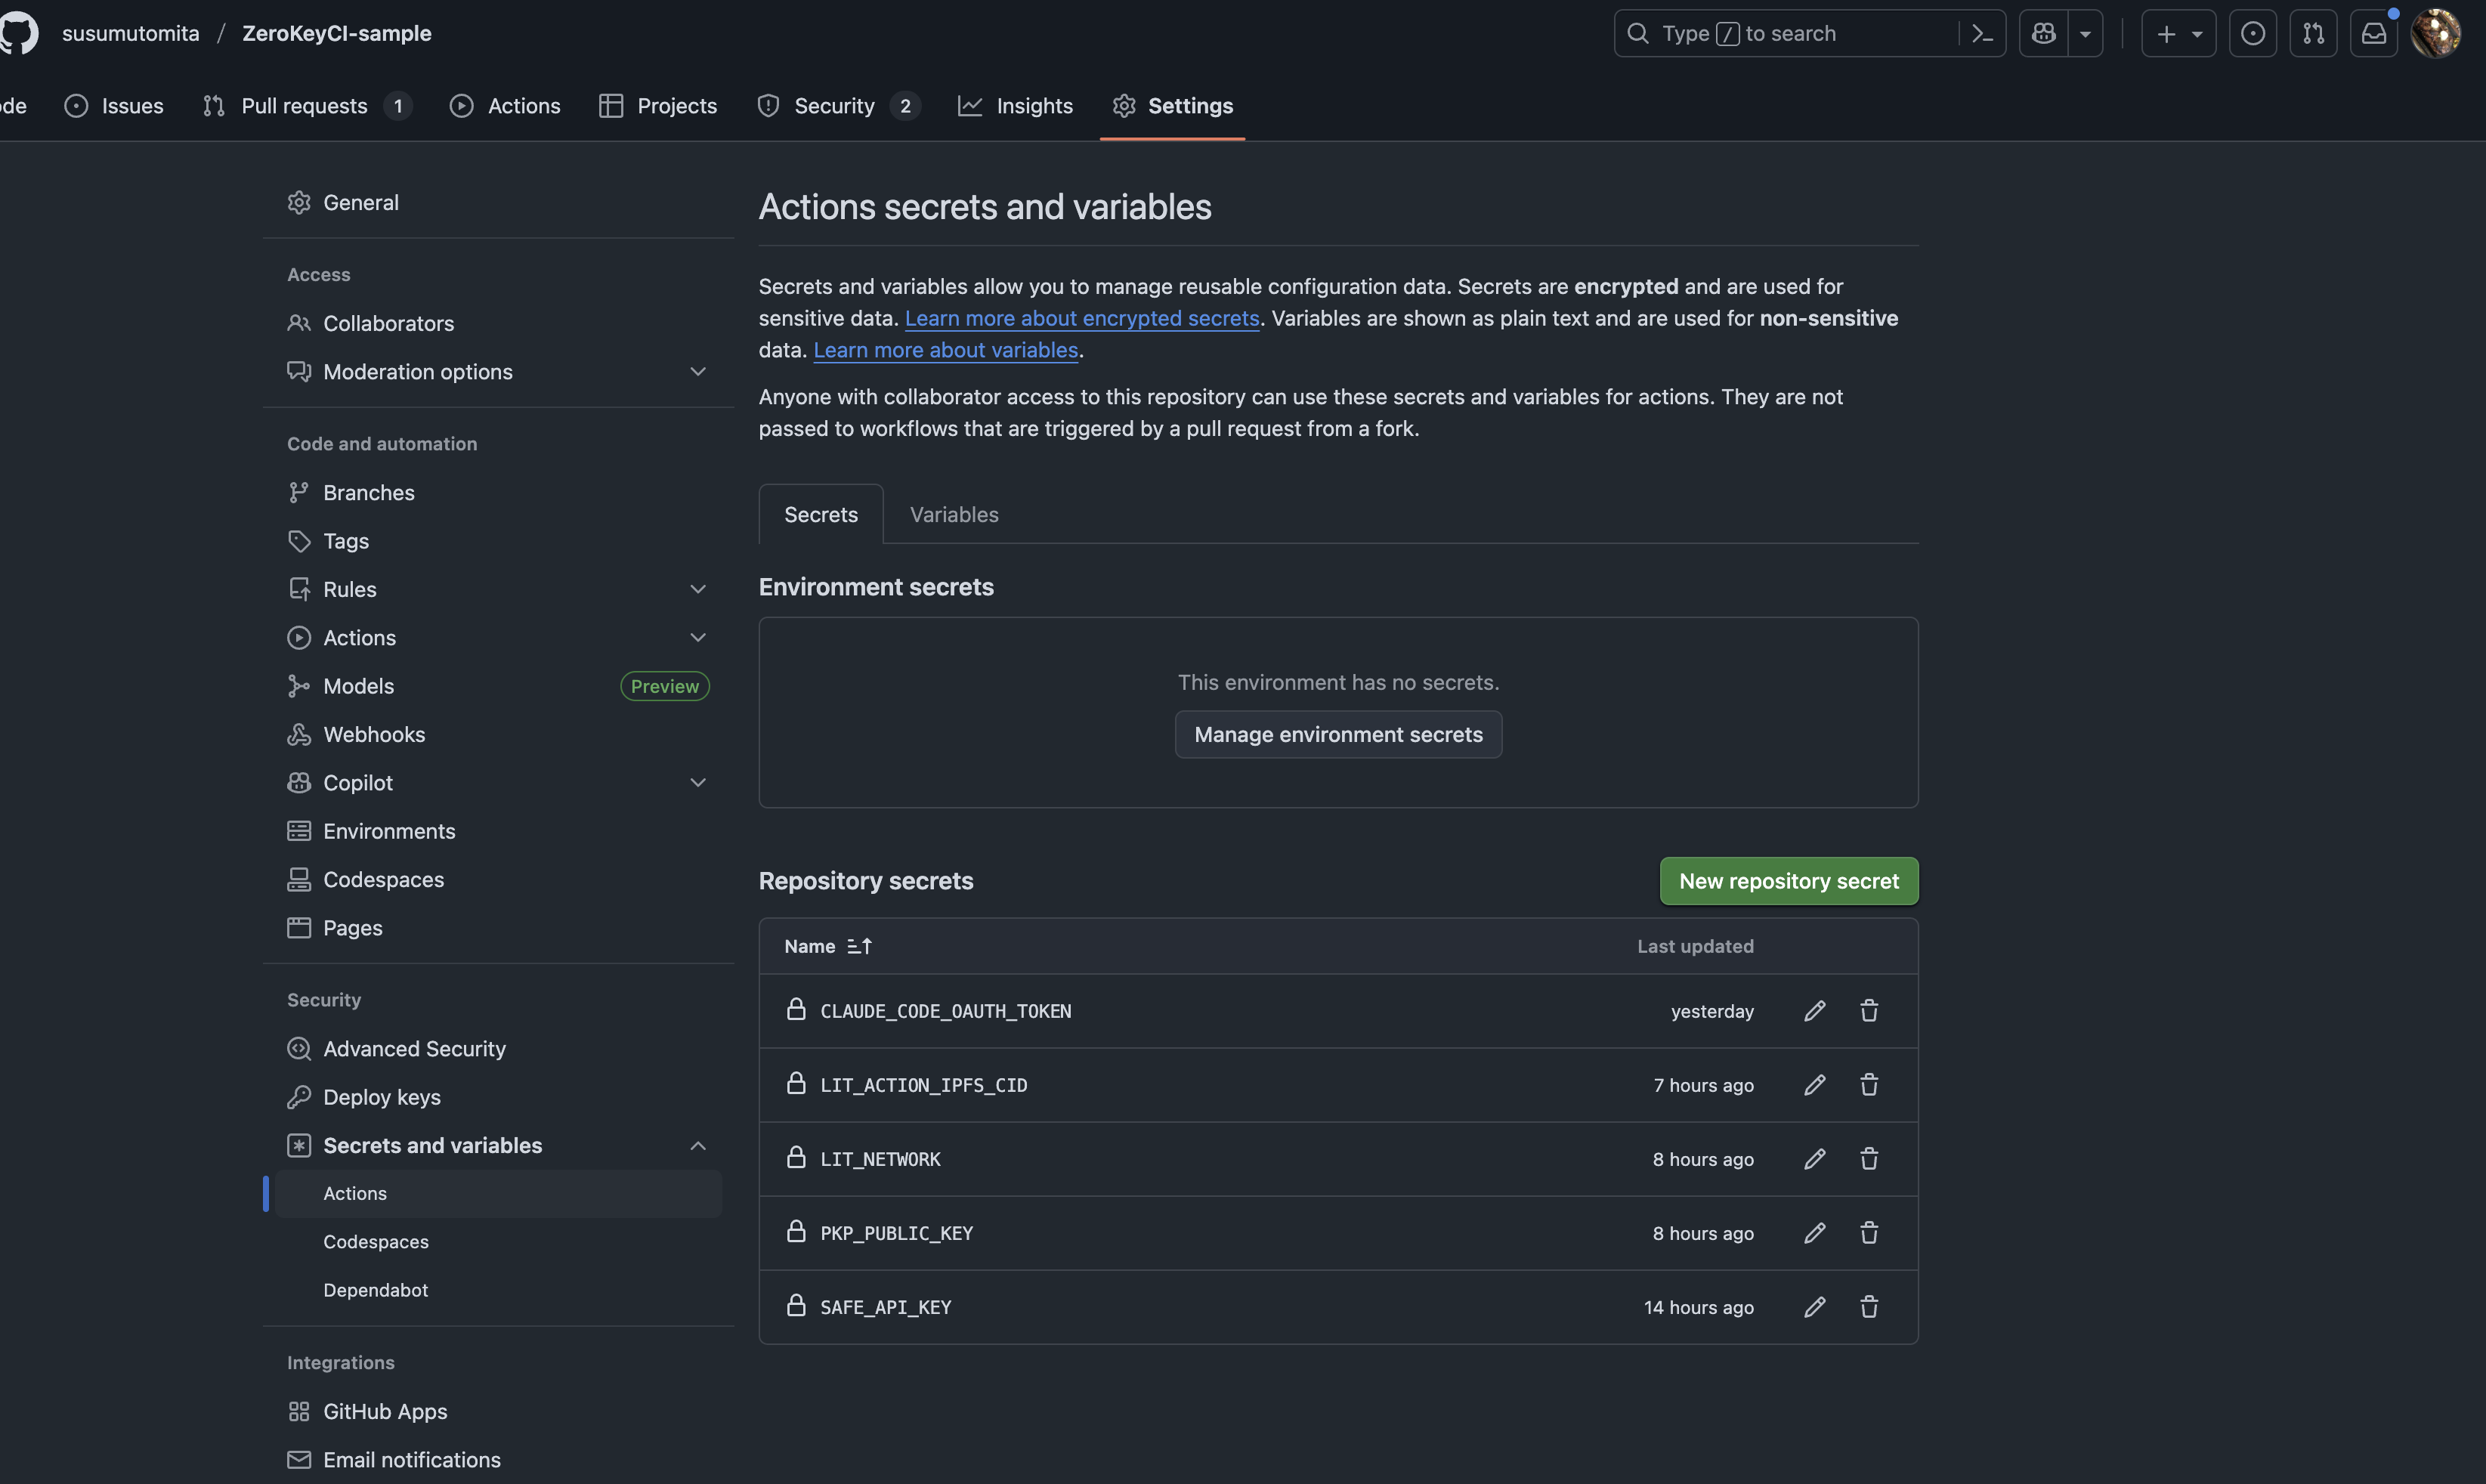 susumutomita / ZeroKeyCI-sample
Type / to search
de
Issues
Pull requests 1
Actions
Projects
Security 2
Insights
Settings
General
Access
Collaborators
Moderation options
Code and automation
Branches
Tags
Rules
Actions
Models Preview
Webhooks
Copilot
Environments
Codespaces
Pages
Security
Advanced Security
Deploy keys
Secrets and variables
Actions
Codespaces
Dependabot
Integrations
GitHub Apps
Email notifications
Actions secrets and variables
Secrets and variables allow you to manage reusable configuration data. Secrets are encrypted and are used for
sensitive data. Learn more about encrypted secrets. Variables are shown as plain text and are used for non-sensitive
data. Learn more about variables.
Anyone with collaborator access to this repository can use these secrets and variables for actions. They are not
passed to workflows that are triggered by a pull request from a fork.
Secrets Variables
Environment secrets
This environment has no secrets.
Manage environment secrets
Repository secrets
New repository secret
Name Last updated
CLAUDE_CODE_OAUTH_TOKEN yesterday
LIT_ACTION_IPFS_CID 7 hours ago
LIT_NETWORK 8 hours ago
PKP_PUBLIC_KEY 8 hours ago
SAFE_API_KEY 14 hours ago